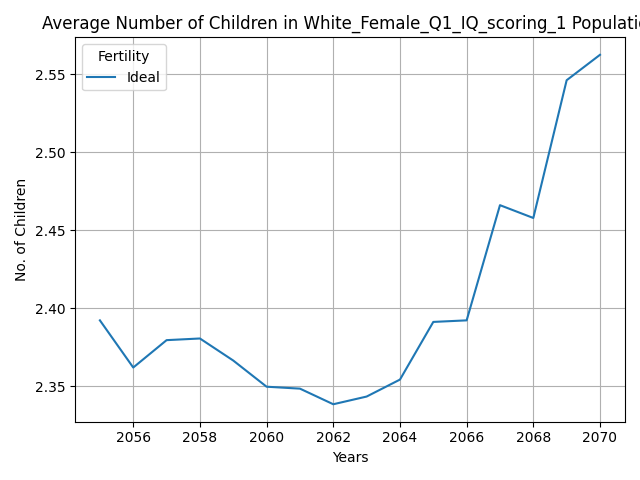 Average Number of Children in White_Female_Q1_IQ_scoring_1 Populatio
Fertility
Ideal
2.55
2.50
2.45
2.40
2.35
No. of Children
2056 2058 2060 2062 2064 2066 2068 2070
Years